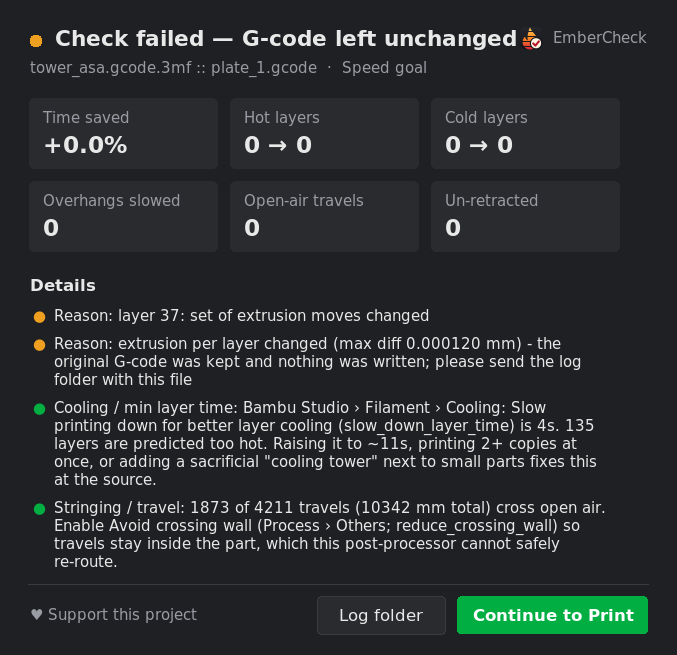 Check failed — G-code left unchanged
EmberCheck
tower_asa.gcode.3mf :: plate_1.gcode · Speed goal
Time saved
+0.0%
Hot layers
0 → 0
Cold layers
0 → 0
Overhangs slowed
0
Open-air travels
0
Un-retracted
0
Details
Reason: layer 37: set of extrusion moves changed
Reason: extrusion per layer changed (max diff 0.000120 mm) - the
original G-code was kept and nothing was written; please send the log
folder with this file
Cooling / min layer time: Bambu Studio › Filament › Cooling: Slow
printing down for better layer cooling (slow_down_layer_time) is 4s. 135
layers are predicted too hot. Raising it to ~11s, printing 2+ copies at
once, or adding a sacrificial "cooling tower" next to small parts fixes this
at the source.
Stringing / travel: 1873 of 4211 travels (10342 mm total) cross open air.
Enable Avoid crossing wall (Process › Others; reduce_crossing_wall) so
travels stay inside the part, which this post-processor cannot safely
re-route.
♥ Support this project
Log folder
Continue to Print